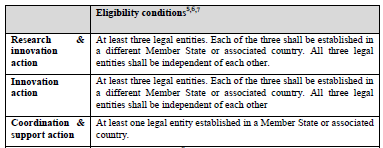 Eligibility conditions5,6,7
Research & At least three legal entities. Each of the three shall be established in
innovation a different Member State or associated country. All three legal
action entities shall be independent of each other.
Innovation At least three legal entities. Each of the three shall be established in
action a different Member State or associated country. All three legal
entities shall be independent of each other
Coordination & At least one legal entity established in a Member State or associated
support action country.